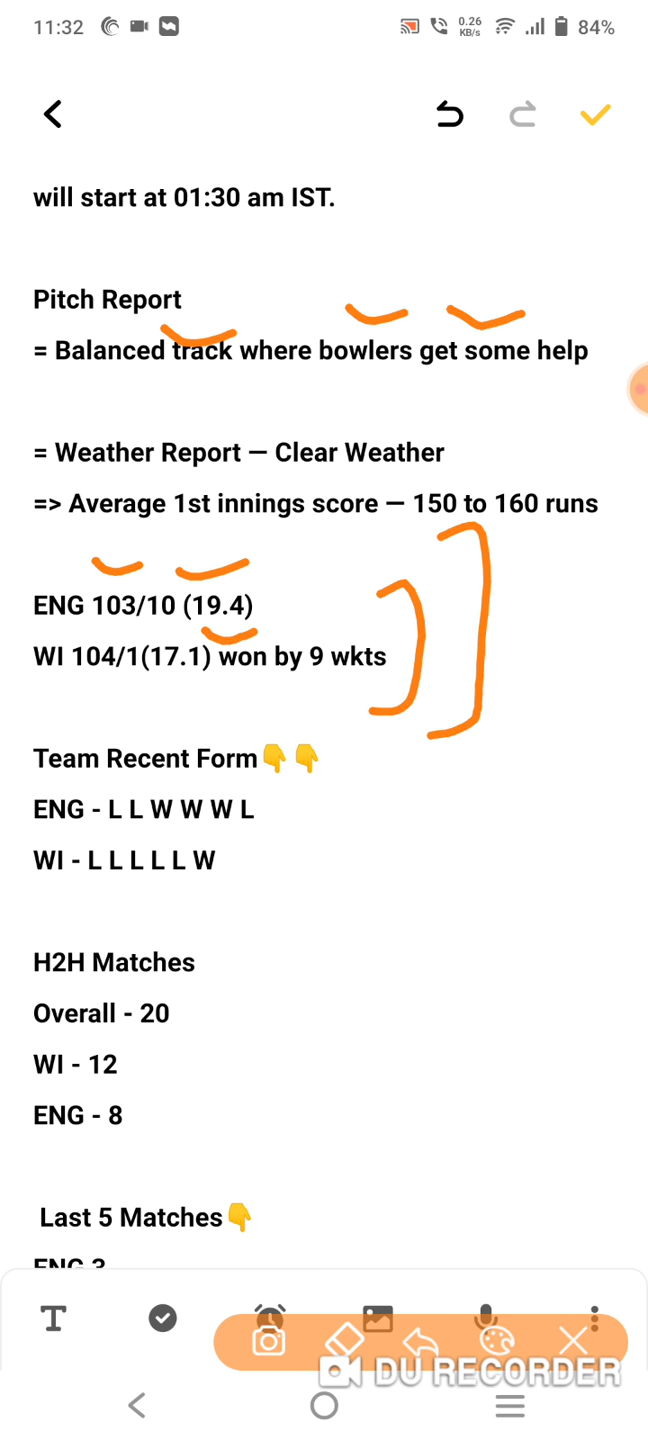 11:32 0.26 KB/s 84%
will start at 01:30 am IST.
Pitch Report
= Balanced track where bowlers get some help
= Weather Report — Clear Weather
=> Average 1st innings score — 150 to 160 runs
ENG 103/10 (19.4)
WI 104/1(17.1) won by 9 wkts
Team Recent Form👇👇
ENG - L L W W W L
WI - L L L L L W
H2H Matches
Overall - 20
WI - 12
ENG - 8
Last 5 Matches👇
ENG 3
T
DU RECORDER